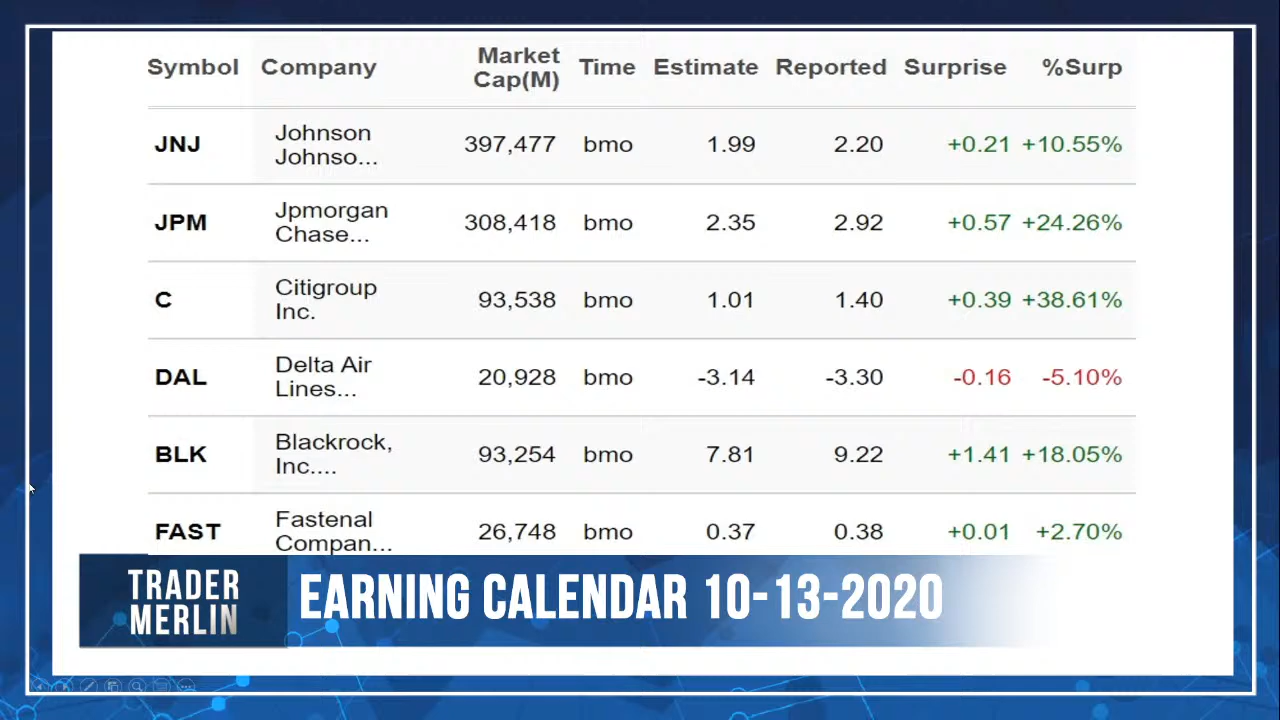 Symbol Company Market Cap(M) Time Estimate Reported Surprise %Surp
JNJ Johnson Johnso... 397,477 bmo 1.99 2.20 +0.21 +10.55%
JPM Jpmorgan Chase... 308,418 bmo 2.35 2.92 +0.57 +24.26%
C Citigroup Inc. 93,538 bmo 1.01 1.40 +0.39 +38.61%
DAL Delta Air Lines... 20,928 bmo -3.14 -3.30 -0.16 -5.10%
BLK Blackrock, Inc.... 93,254 bmo 7.81 9.22 +1.41 +18.05%
FAST Fastenal Compan... 26,748 bmo 0.37 0.38 +0.01 +2.70%
TRADER
MERLIN
EARNING CALENDAR 10-13-2020